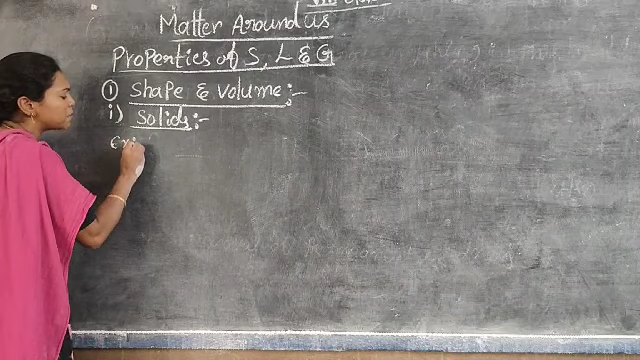 Matter Around us
Properties of S, L & G
① Shape & Volume :-
i) Solids :-
Ex: